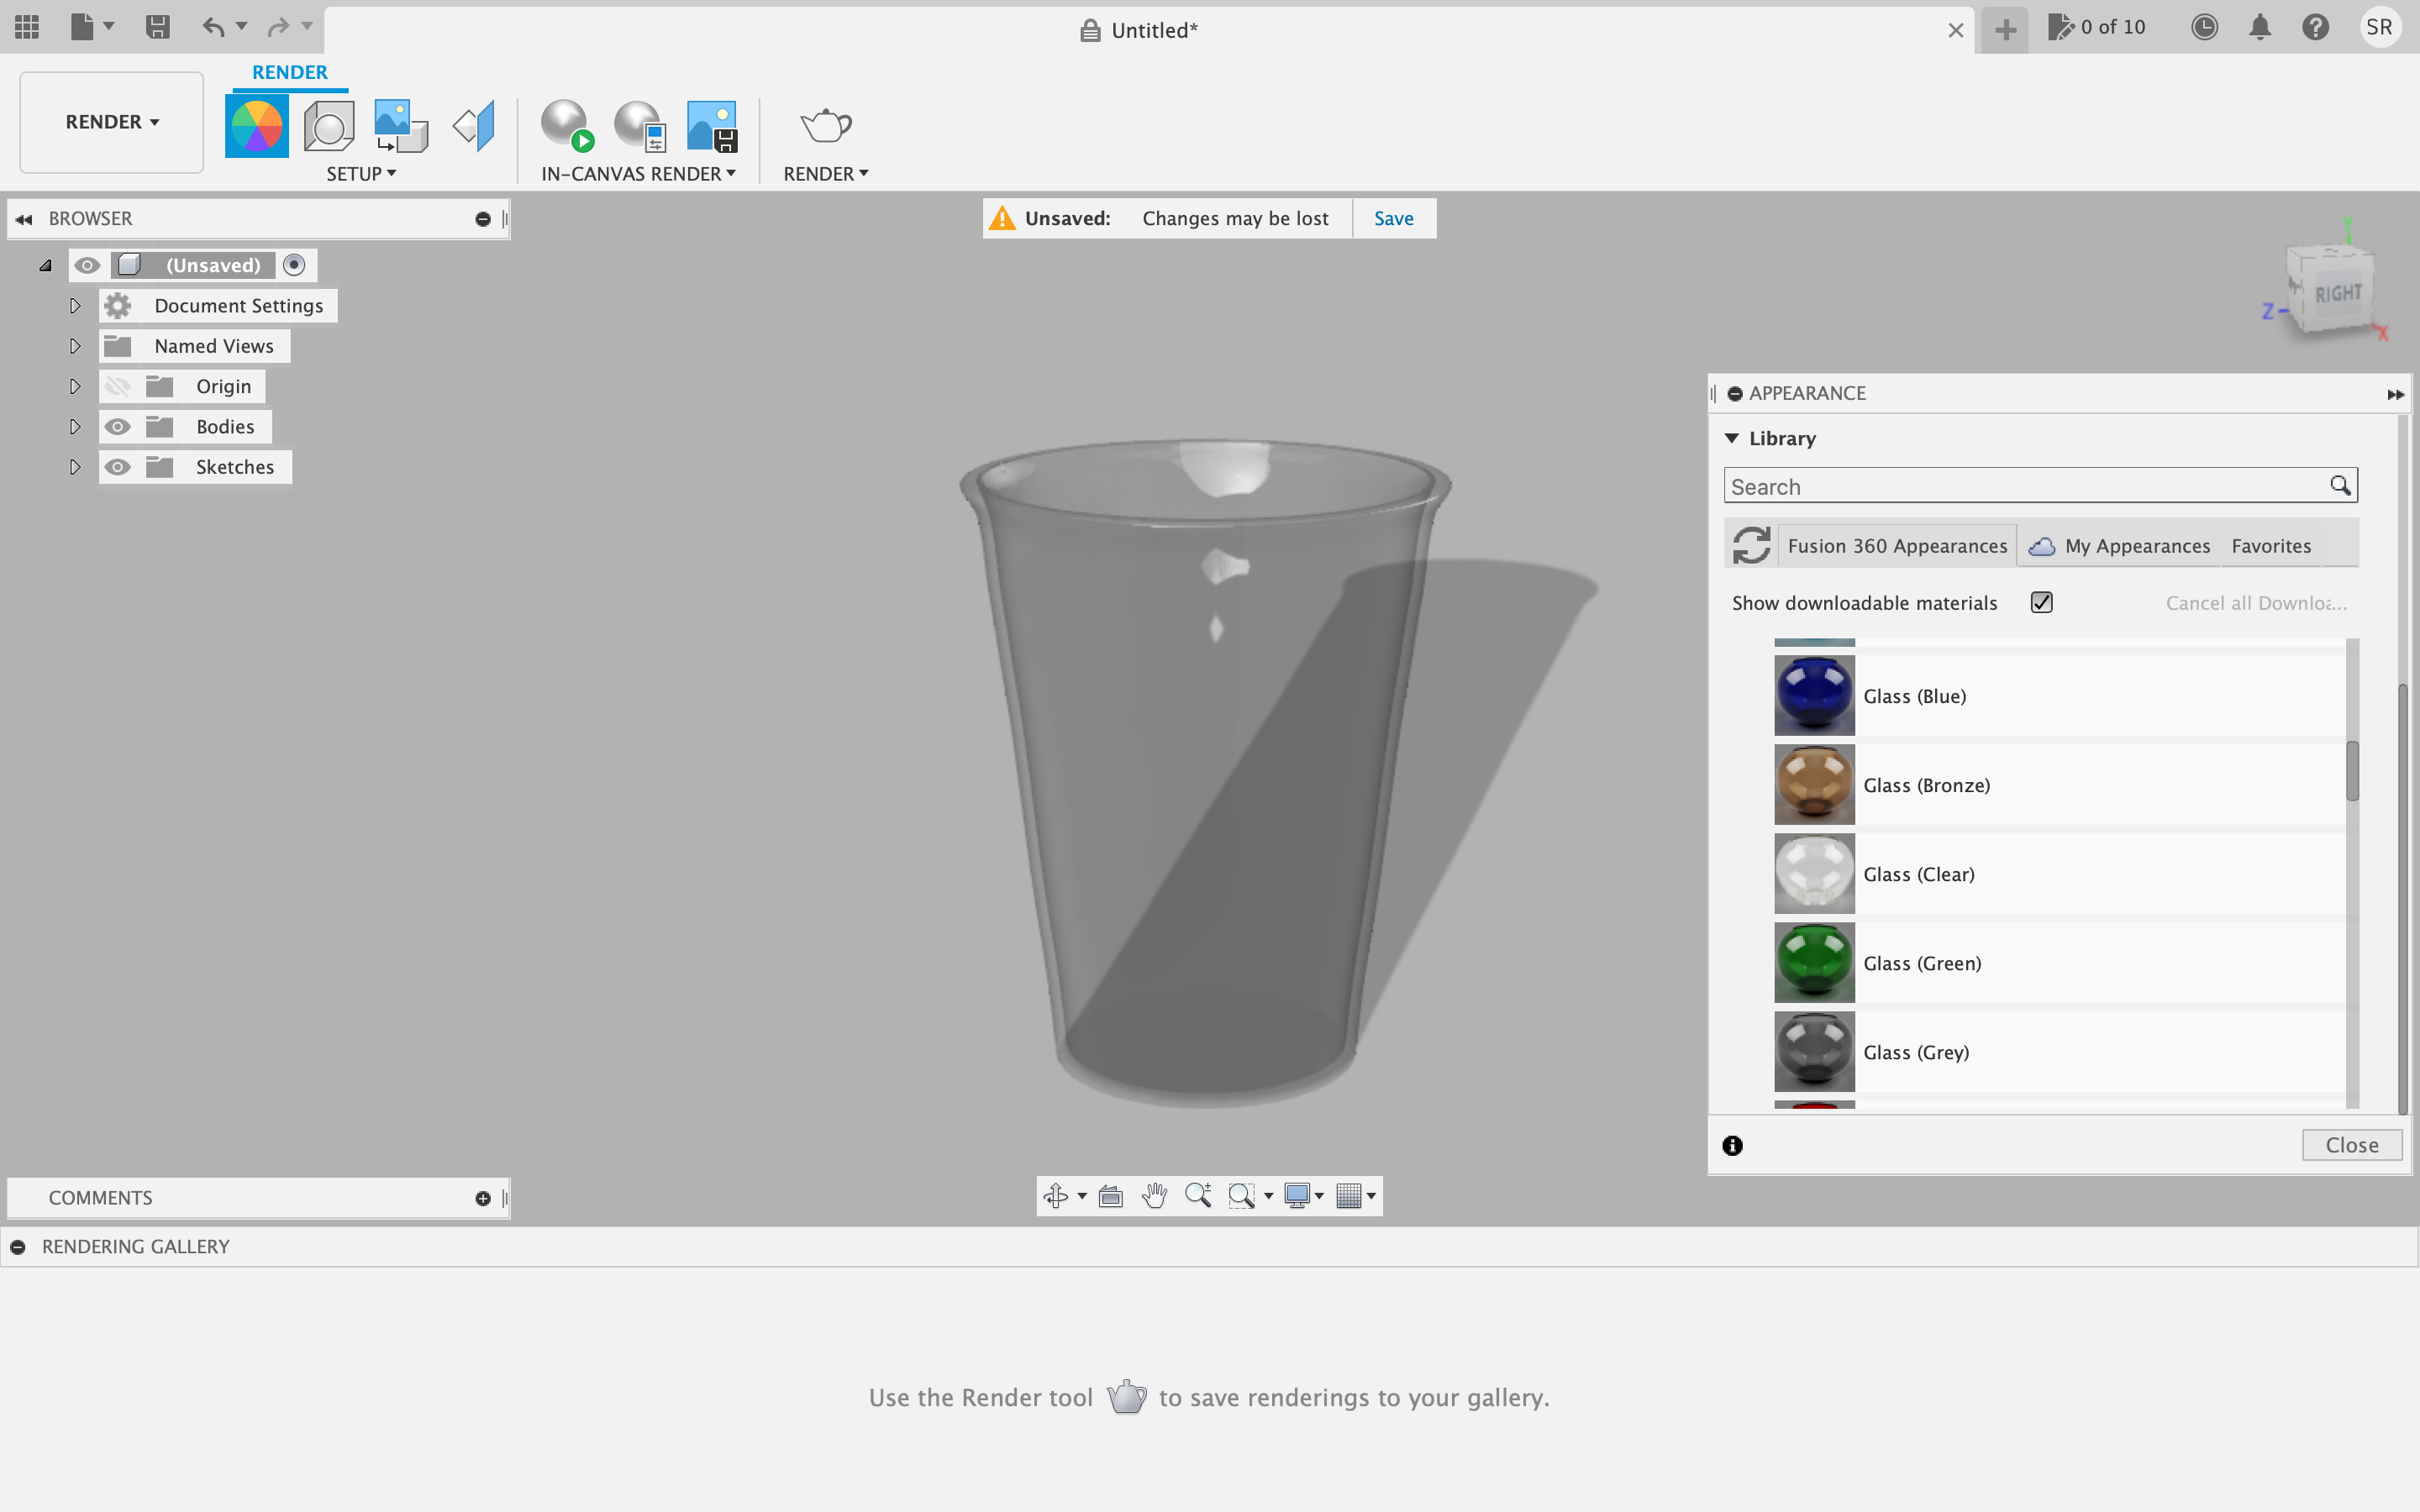 Untitled*
0 of 10
SR
RENDER
RENDER
SETUP
IN-CANVAS RENDER
RENDER
BROWSER
Unsaved: Changes may be lost Save
(Unsaved)
Document Settings
Named Views
Origin
Bodies
Sketches
Y
RIGHT
Z
X
APPEARANCE
Library
Search
Fusion 360 Appearances My Appearances Favorites
Show downloadable materials Cancel all Downloa...
Glass (Blue)
Glass (Bronze)
Glass (Clear)
Glass (Green)
Glass (Grey)
Close
COMMENTS
RENDERING GALLERY
Use the Render tool to save renderings to your gallery.